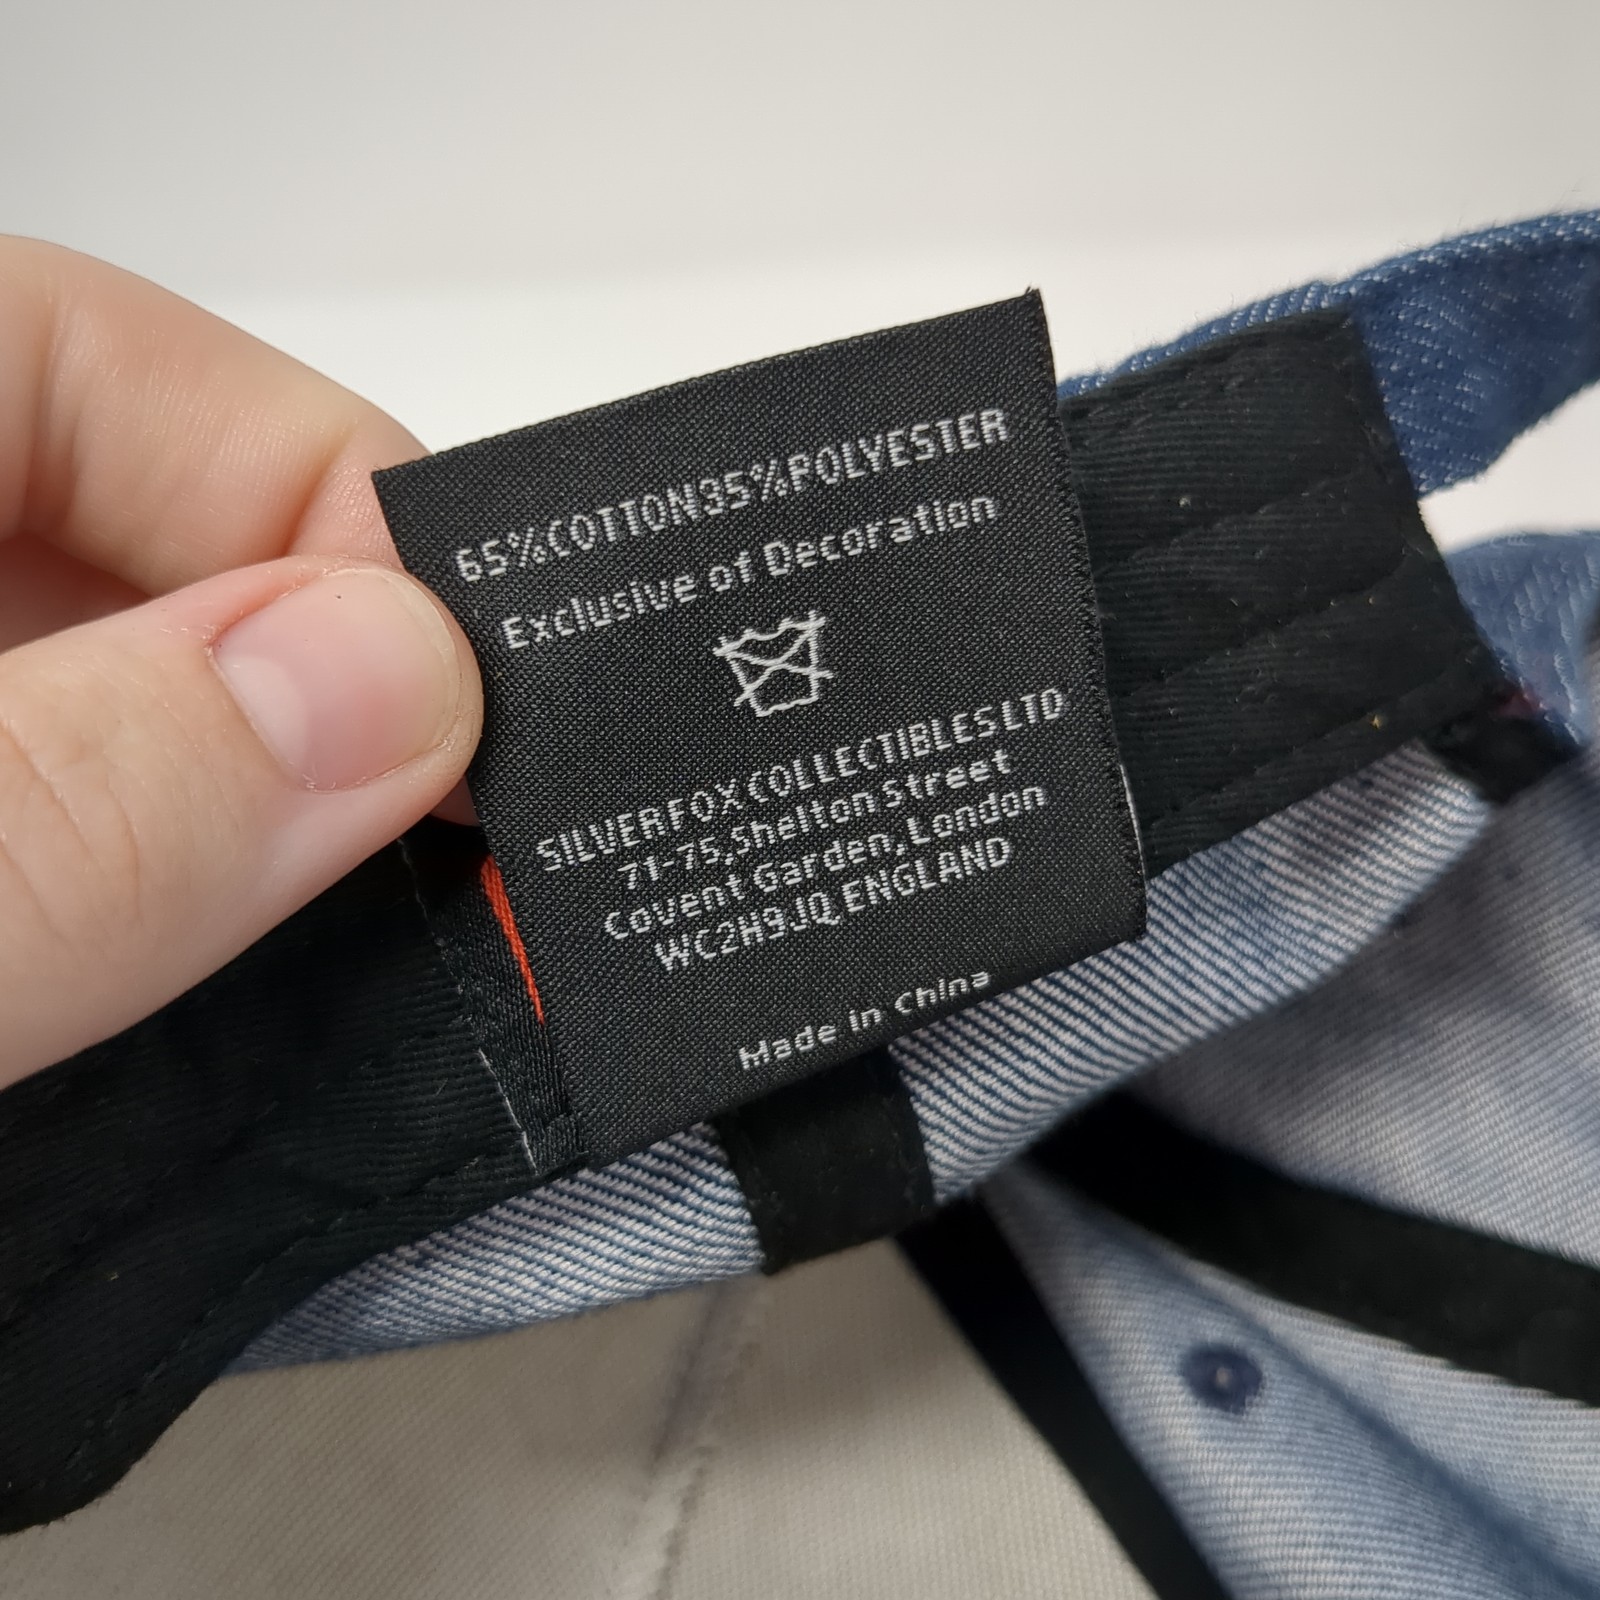 65%COTTON35%POLYESTER
Exclusive of Decoration
SILVERFOX COLLECTIBLES LTD
71-75,Shelton Street
Covent Garden,London
WC2H9JQ,ENGLAND
Made in China